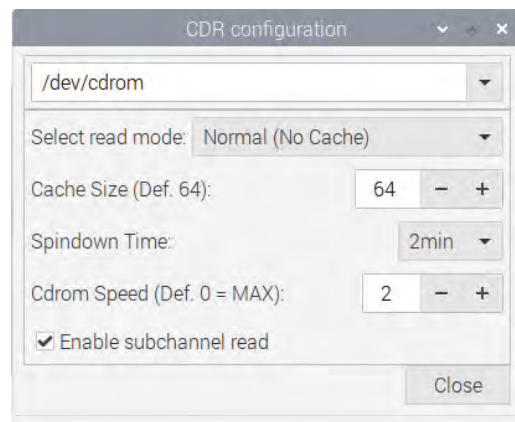 CDR configuration
/dev/cdrom
Select read mode: Normal (No Cache)
Cache Size (Def. 64): 64 − +
Spindown Time: 2min
Cdrom Speed (Def. 0 = MAX): 2 − +
Enable subchannel read
Close